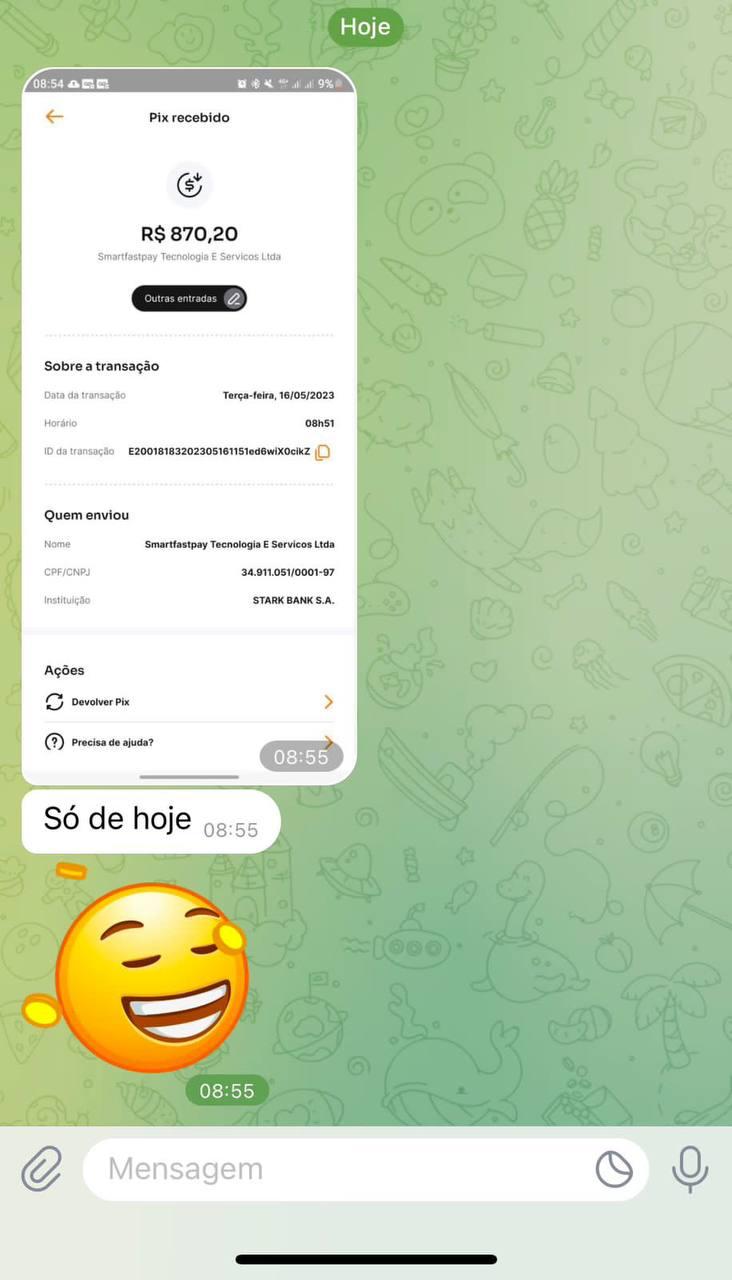 Hoje
08:54
9%
Pix recebido
R$ 870,20
Smartfastpay Tecnologia E Servicos Ltda
Outras entradas
Sobre a transação
Data da transação Terça-feira, 16/05/2023
Horário 08h51
ID da transação E20018183202305161151ed6wiX0cikZ
Quem enviou
Nome Smartfastpay Tecnologia E Servicos Ltda
CPF/CNPJ 34.911.051/0001-97
Instituição STARK BANK S.A.
Ações
Devolver Pix
Precisa de ajuda?
08:55
Só de hoje 08:55
08:55
Mensagem